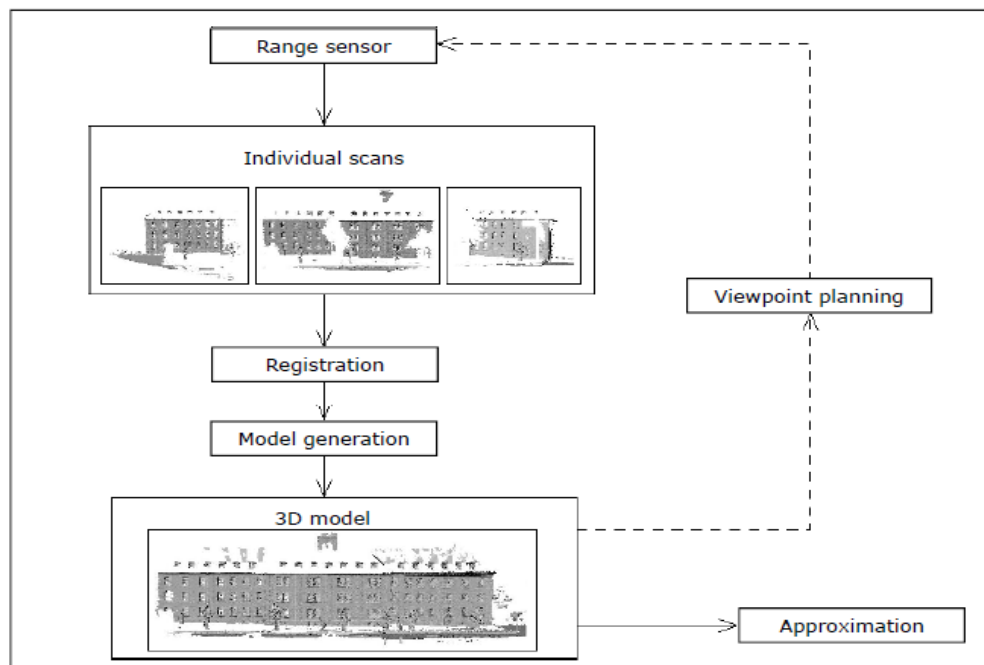 Range sensor
Individual scans
Viewpoint planning
Registration
Model generation
3D model
Approximation